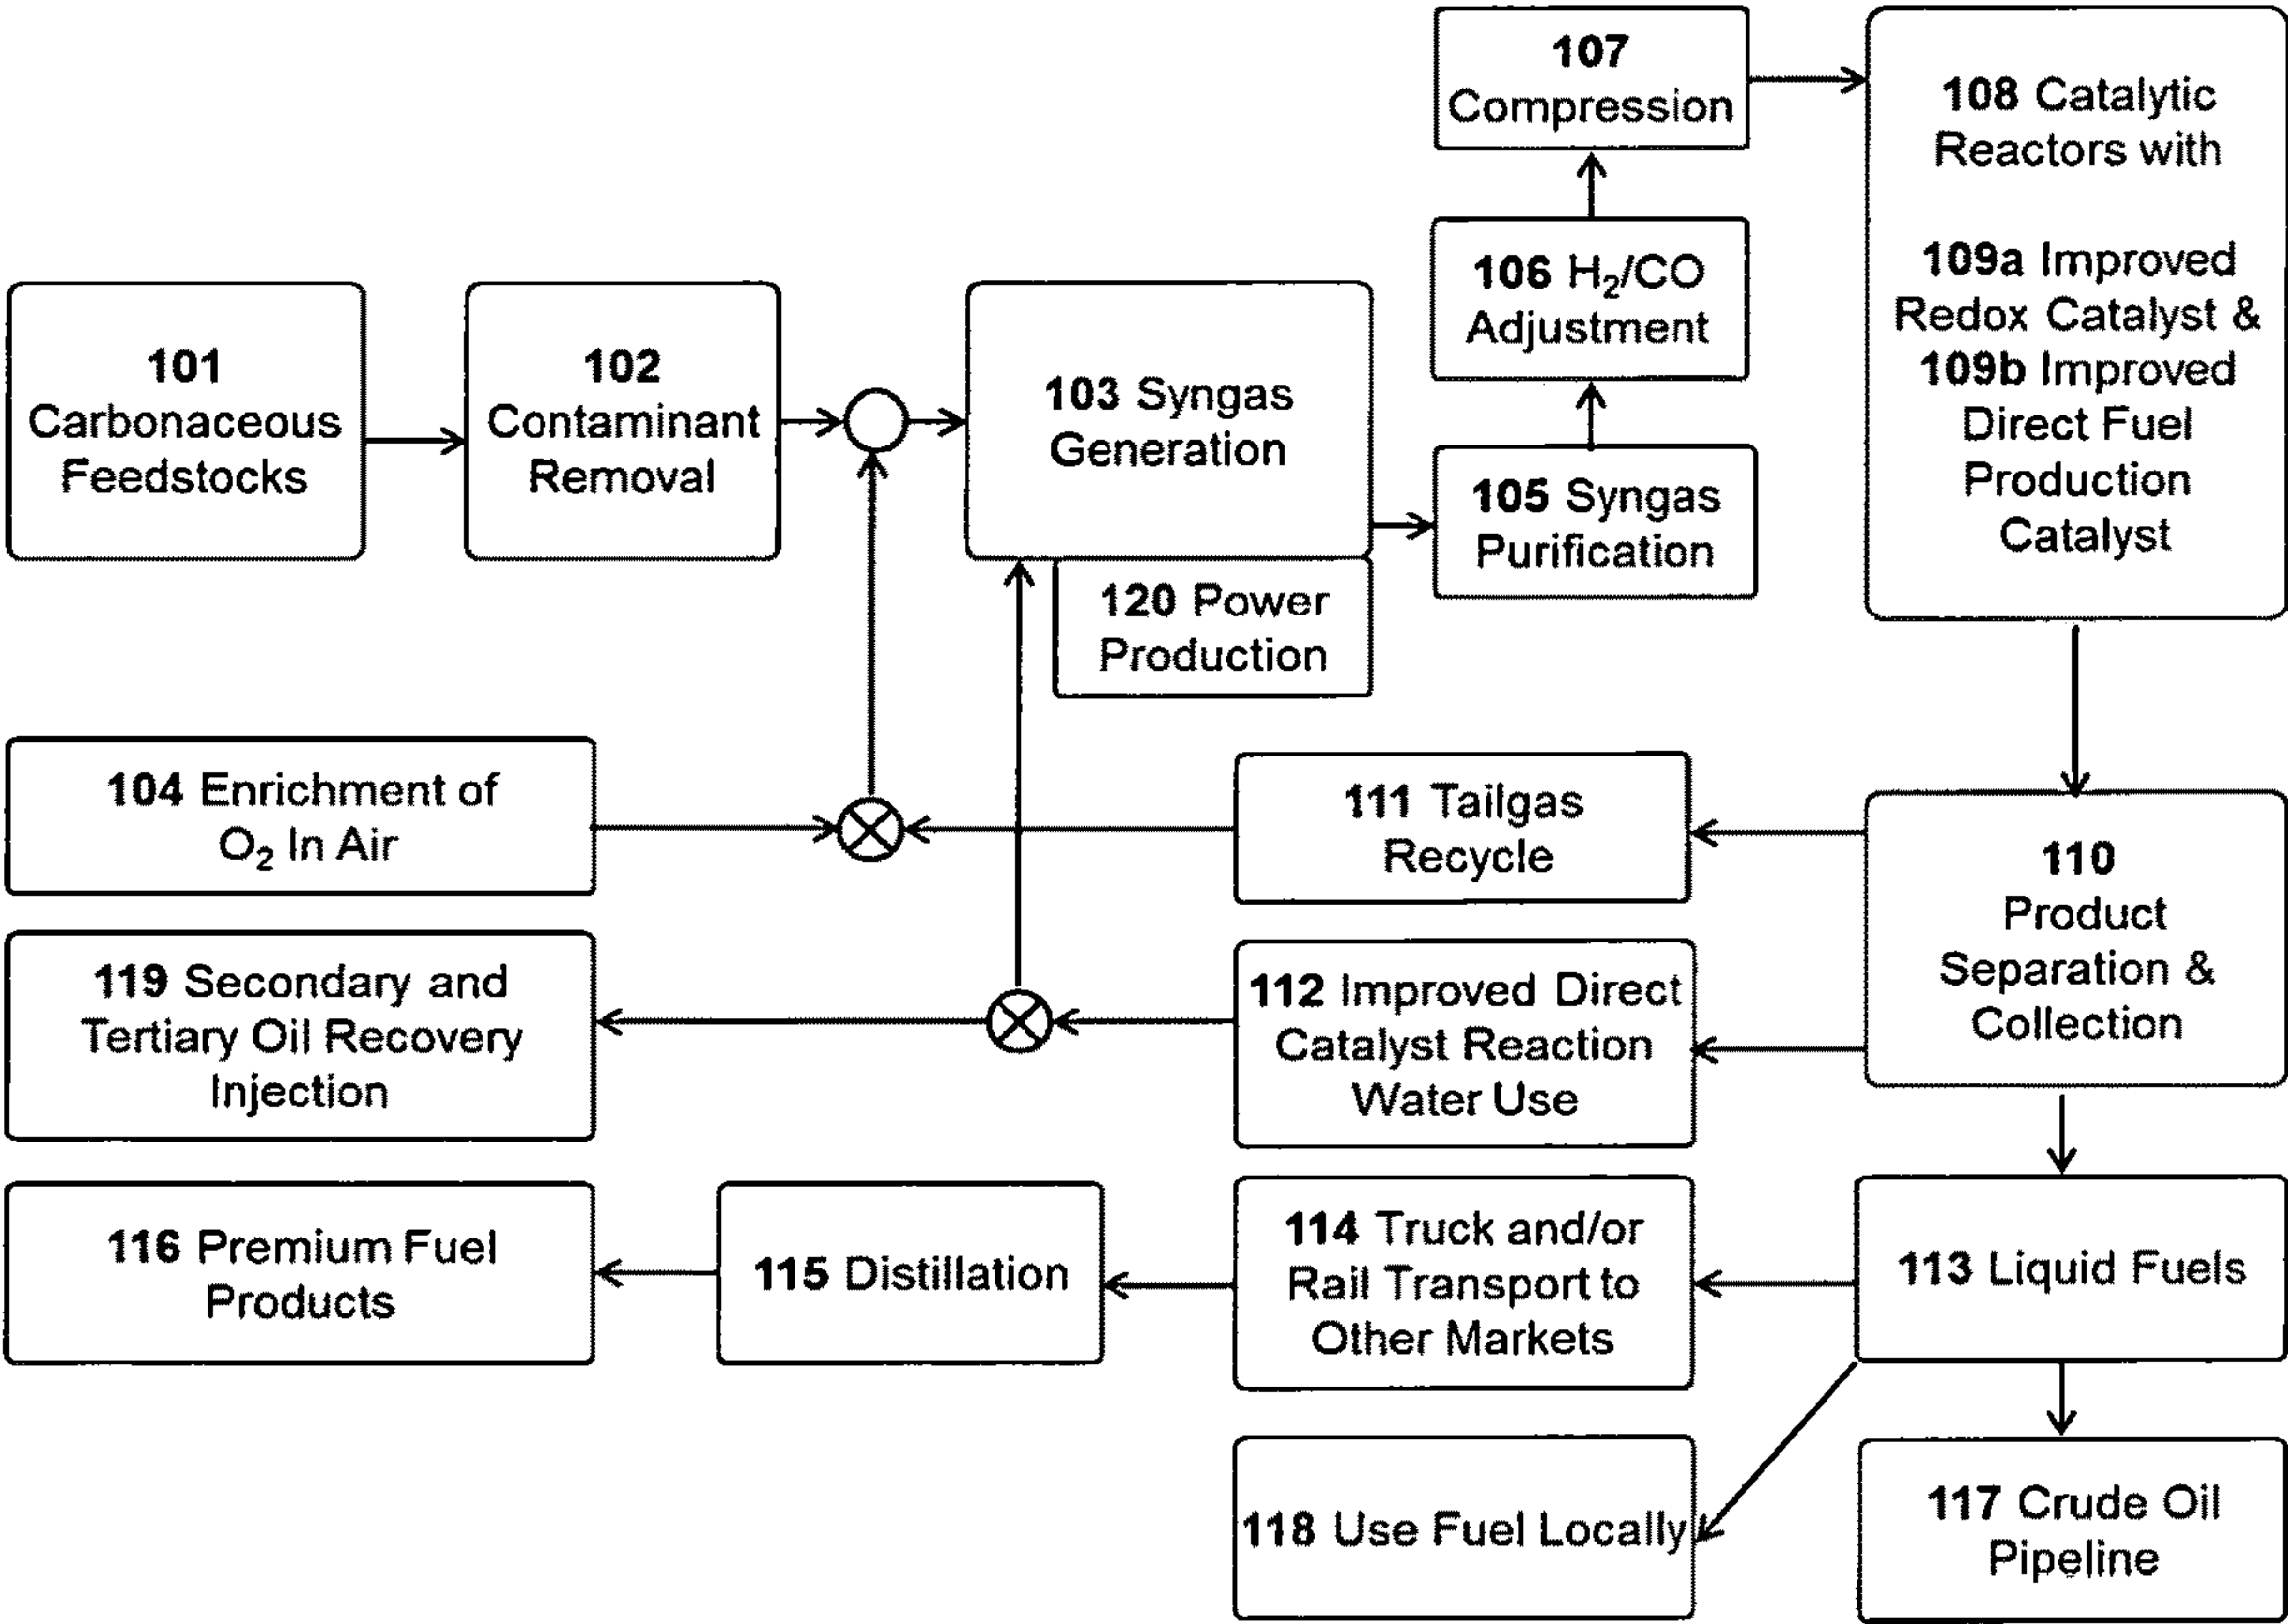 107
Compression
108 Catalytic
Reactors with
109a Improved
Redox Catalyst &
109b Improved
Direct Fuel
Production
Catalyst
106 H₂/CO
Adjustment
101
Carbonaceous
Feedstocks
102
Contaminant
Removal
103 Syngas
Generation
105 Syngas
Purification
120 Power
Production
104 Enrichment of
O₂ In Air
111 Tailgas
Recycle
110
Product
Separation &
Collection
119 Secondary and
Tertiary Oil Recovery
Injection
112 Improved Direct
Catalyst Reaction
Water Use
116 Premium Fuel
Products
115 Distillation
114 Truck and/or
Rail Transport to
Other Markets
113 Liquid Fuels
118 Use Fuel Locally
117 Crude Oil
Pipeline